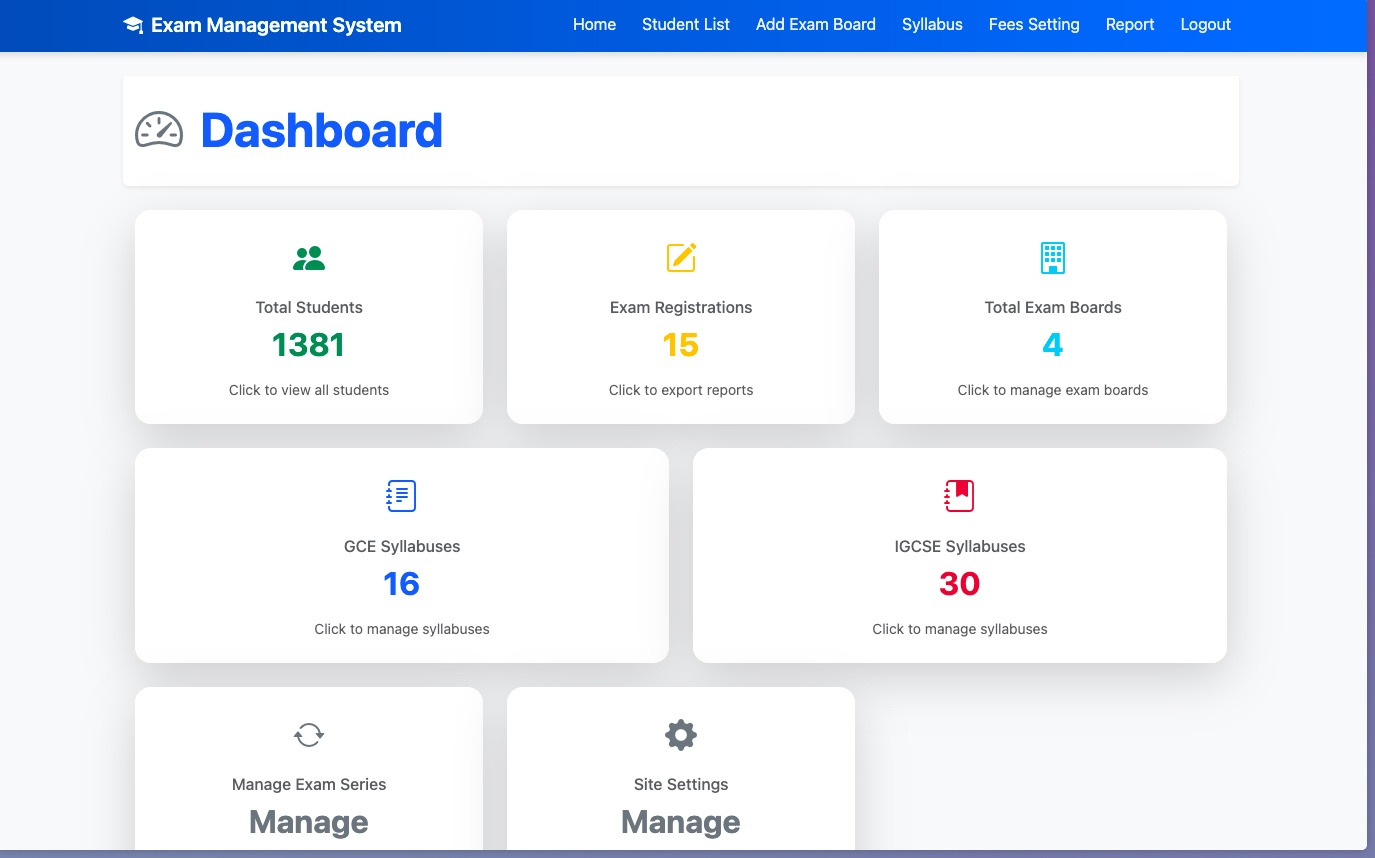 Exam Management System Home Student List Add Exam Board Syllabus Fees Setting Report Logout
Dashboard
Total Students
1381
Click to view all students
Exam Registrations
15
Click to export reports
Total Exam Boards
4
Click to manage exam boards
GCE Syllabuses
16
Click to manage syllabuses
IGCSE Syllabuses
30
Click to manage syllabuses
Manage Exam Series
Manage
Site Settings
Manage